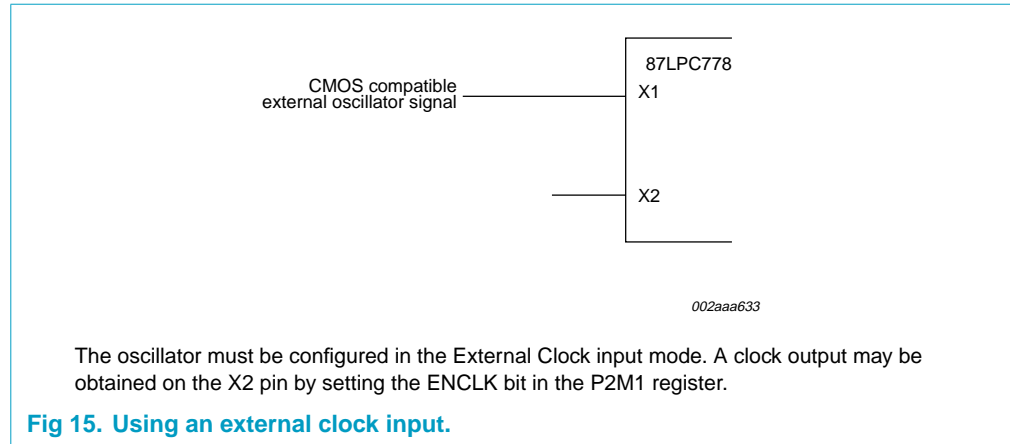 87LPC778
CMOS compatible
external oscillator signal
X1
X2
002aaa633
The oscillator must be configured in the External Clock input mode. A clock output may be
obtained on the X2 pin by setting the ENCLK bit in the P2M1 register.
Fig 15. Using an external clock input.